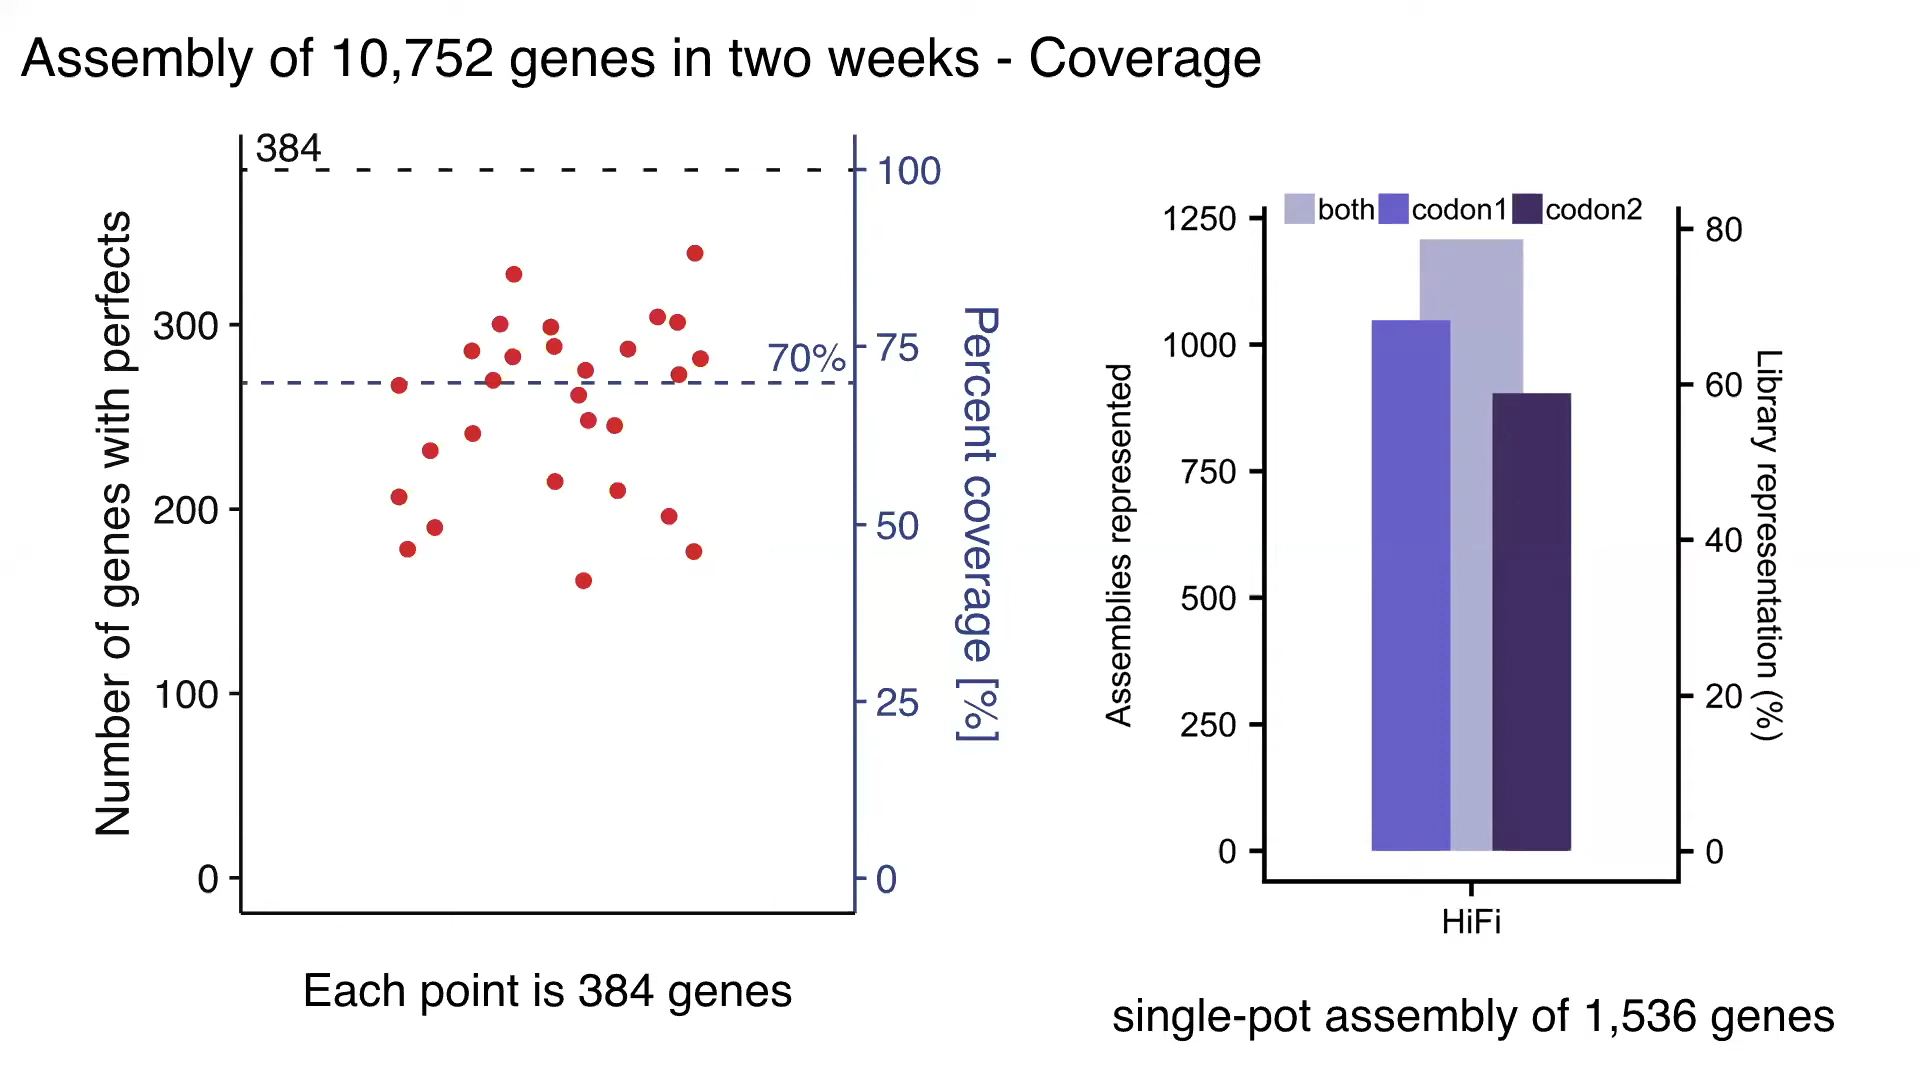 Assembly of 10,752 genes in two weeks - Coverage
384
Number of genes with perfects
300
200
100
0
70%
100
75
50
25
0
Percent coverage [%]
Each point is 384 genes
both codon1 codon2
Assemblies represented
1250
1000
750
500
250
0
80
60
40
20
0
Library representation (%)
HiFi
single-pot assembly of 1,536 genes